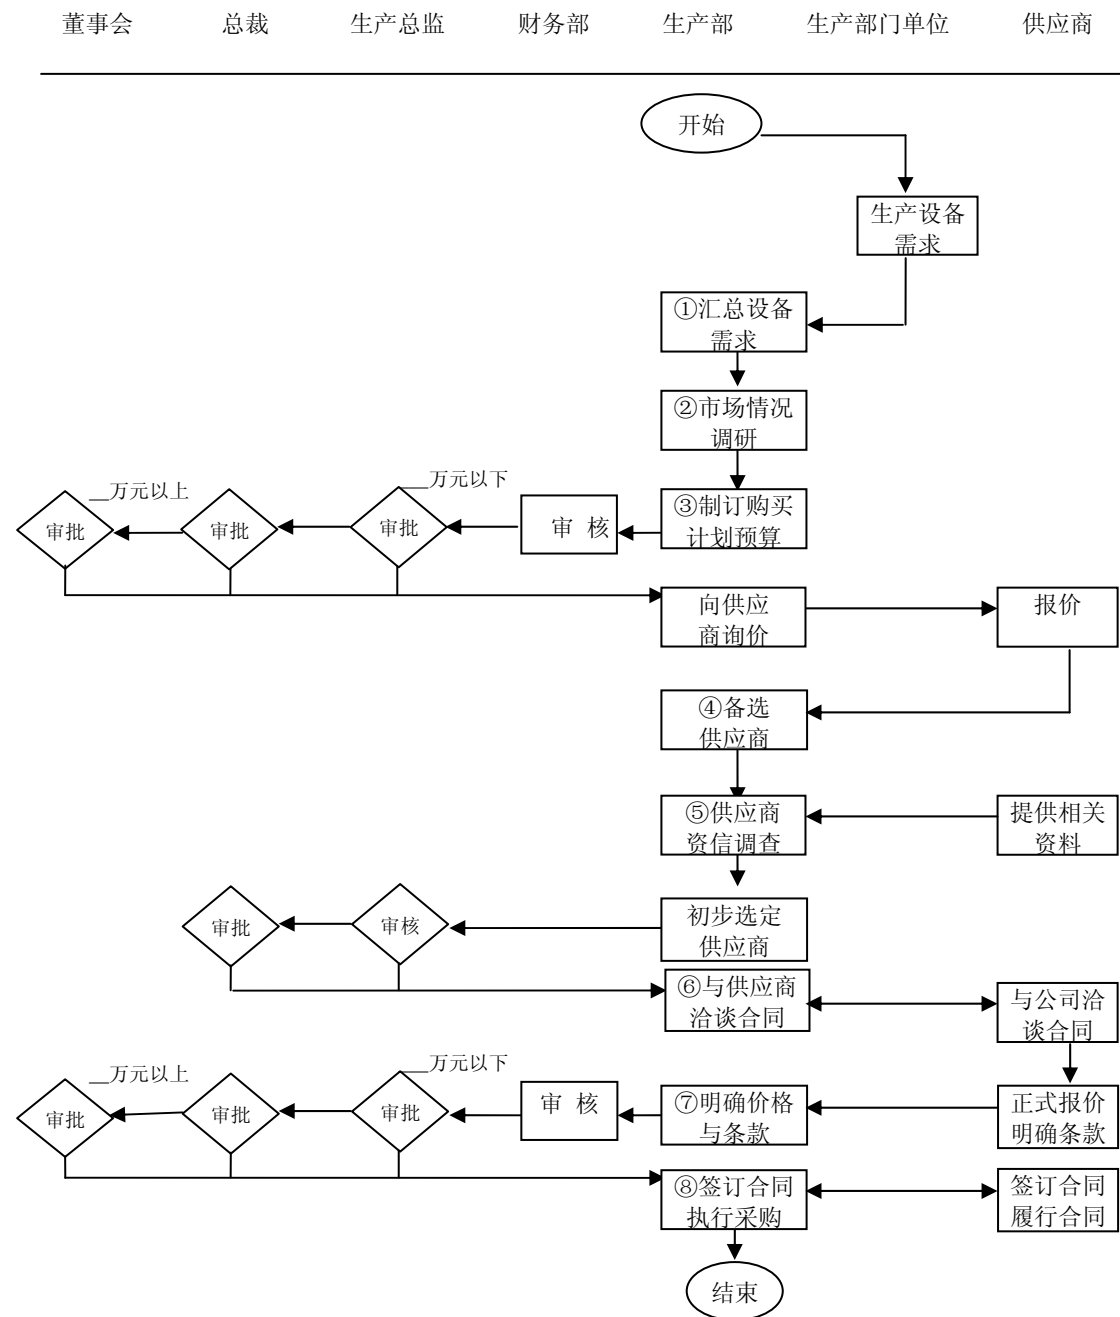 董事会 总裁 生产总监 财务部 生产部 生产部门单位 供应商
开始
生产设备
需求
①汇总设备
需求
②市场情况
调研
__万元以上
__万元以下
审批
审批
审批
审 核
③制订购买
计划预算
向供应
商询价
报价
④备选
供应商
⑤供应商
资信调查
提供相关
资料
审批
审核
初步选定
供应商
⑥与供应商
洽谈合同
与公司洽
谈合同
__万元以上
__万元以下
审批
审批
审批
审 核
⑦明确价格
与条款
正式报价
明确条款
⑧签订合同
执行采购
签订合同
履行合同
结束